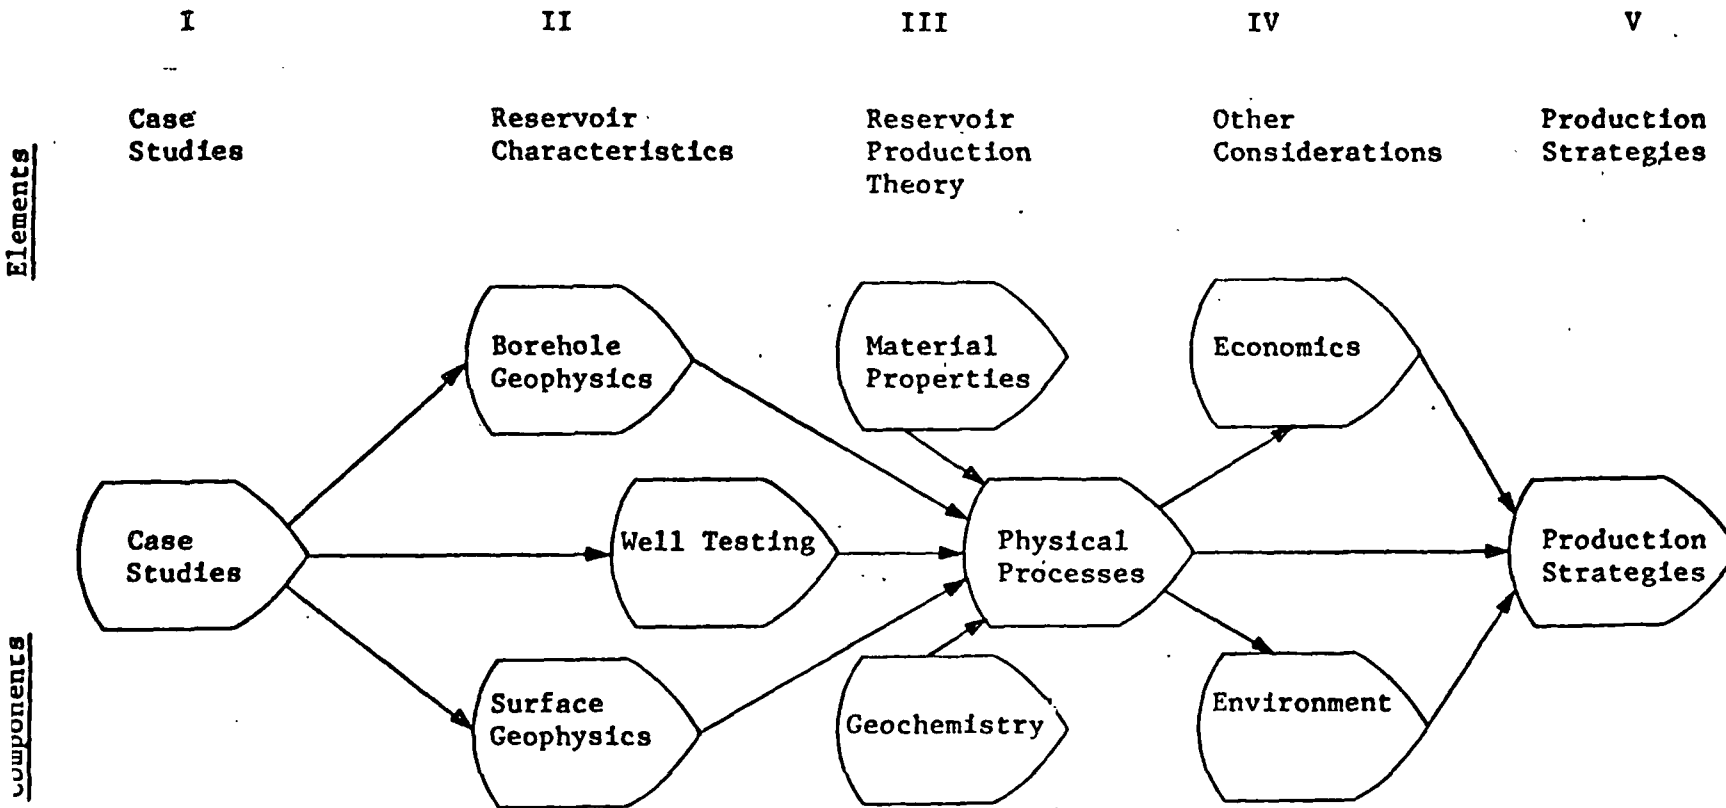 I II III IV V
Case Reservoir Reservoir Other Production
Studies Characteristics Production Considerations Strategies
Theory
Elements
Borehole Material Economics
Geophysics Properties
Case Well Testing Physical Production
Studies Processes Strategies
Surface Geochemistry Environment
Geophysics
Components